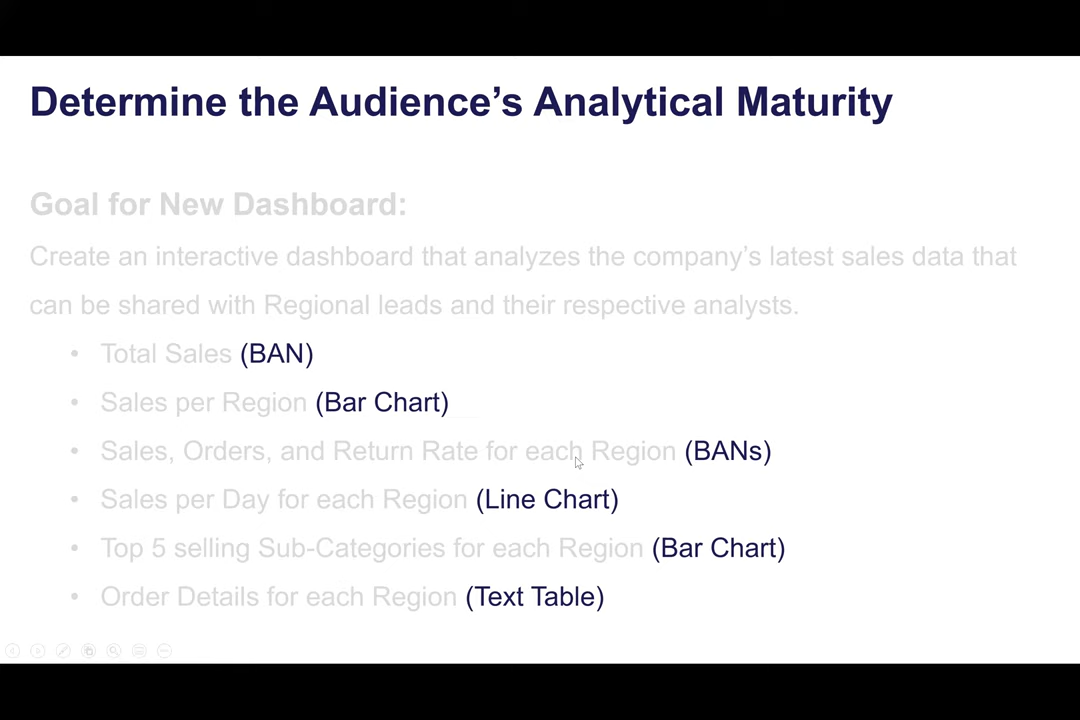 Determine the Audience’s Analytical Maturity
Goal for New Dashboard:
Create an interactive dashboard that analyzes the company’s latest sales data that
can be shared with Regional leads and their respective analysts.
• Total Sales (BAN)
• Sales per Region (Bar Chart)
• Sales, Orders, and Return Rate for each Region (BANs)
• Sales per Day for each Region (Line Chart)
• Top 5 selling Sub-Categories for each Region (Bar Chart)
• Order Details for each Region (Text Table)